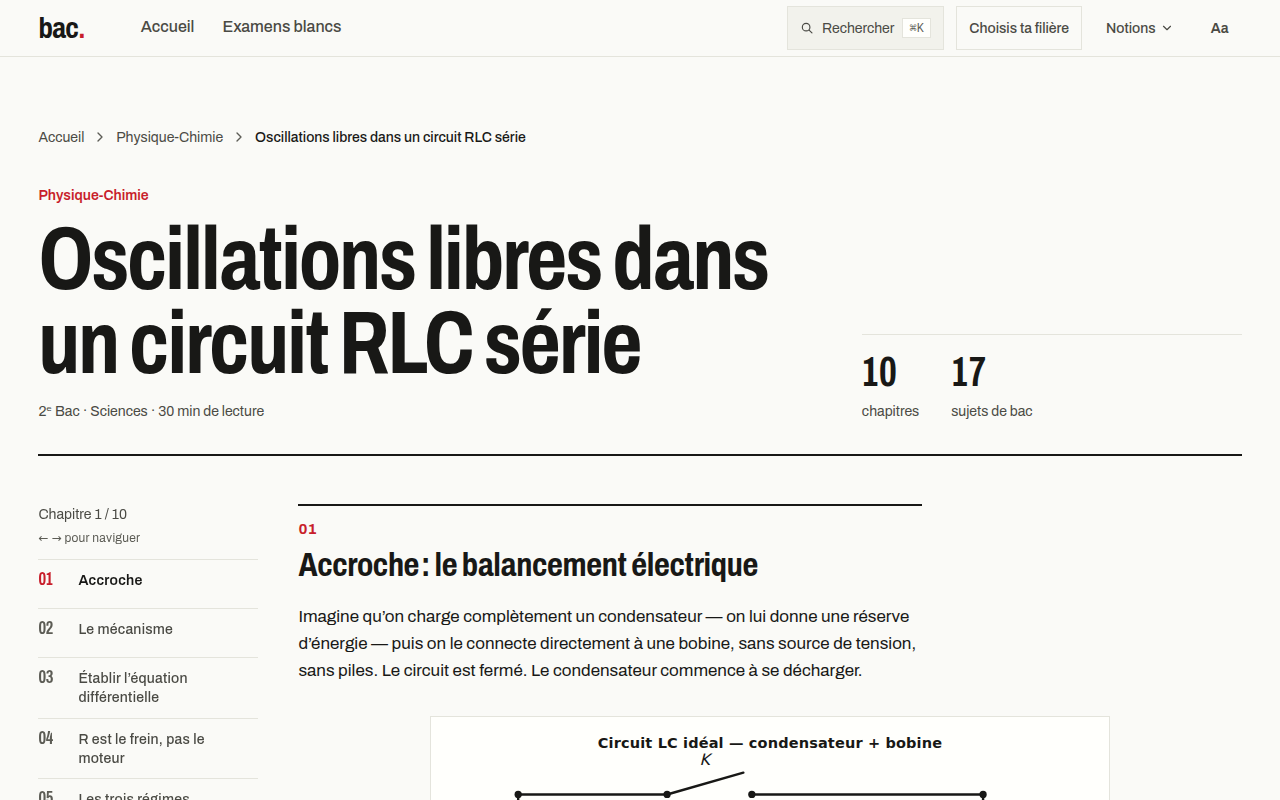 bac.
Accueil
Examens blancs
Rechercher ⌘K
Choisis ta filière
Notions
Aa
Accueil > Physique-Chimie > Oscillations libres dans un circuit RLC série
Physique-Chimie
Oscillations libres dans
un circuit RLC série
2e Bac · Sciences · 30 min de lecture
10
chapitres
17
sujets de bac
Chapitre 1 / 10
← → pour naviguer
01 Accroche
02 Le mécanisme
03 Établir l’équation
différentielle
04 R est le frein, pas le
moteur
05 Les trois régimes
01
Accroche : le balancement électrique
Imagine qu’on charge complètement un condensateur — on lui donne une réserve
d’énergie — puis on le connecte directement à une bobine, sans source de tension,
sans piles. Le circuit est fermé. Le condensateur commence à se décharger.
Circuit LC idéal — condensateur + bobine
K